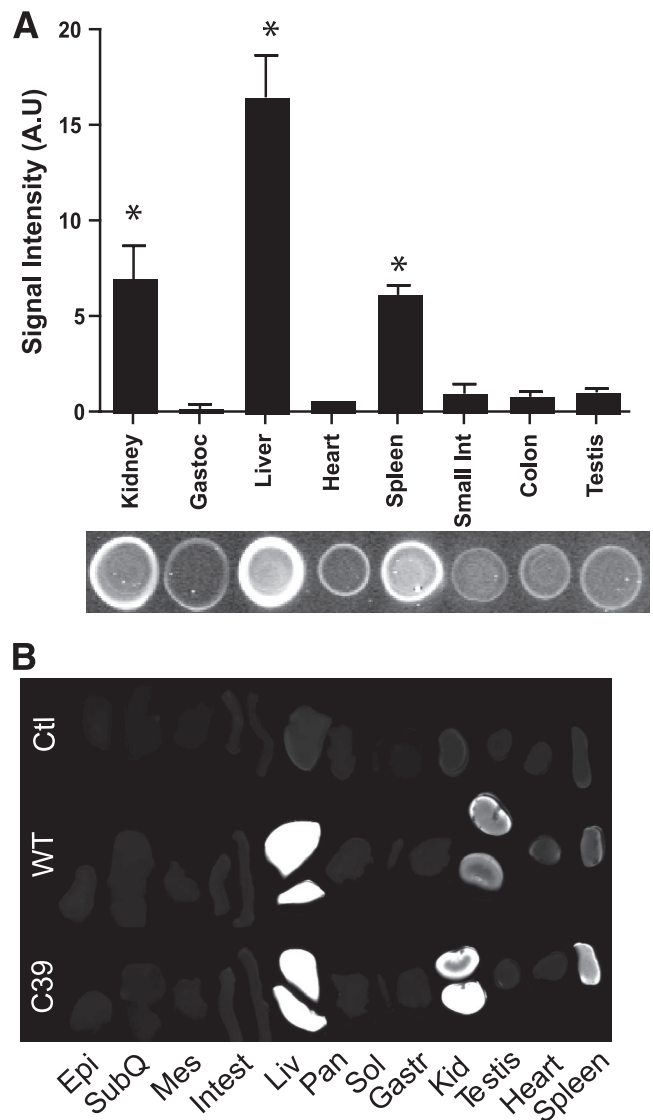 A
Signal Intensity (A.U)
20
15
10
5
0
*
*
*
Kidney
Gastoc
Liver
Heart
Spleen
Small Int
Colon
Testis
B
Ctl
WT
C39
Epi
SubQ
Mes
Intest
Liv
Pan
Sol
Gastr
Kid
Testis
Heart
Spleen